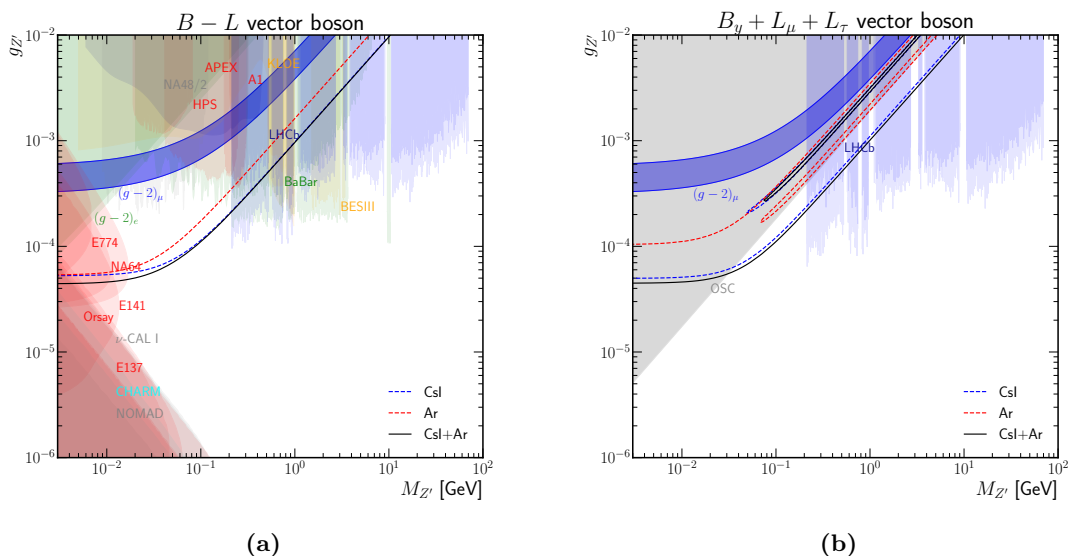 B − L vector boson
g_{Z'}
10^{-2}
10^{-3}
10^{-4}
10^{-5}
10^{-6}
APEX
KLOE
A1
NA48/2
HPS
LHCb
BaBar
(g − 2)_μ
BESIII
(g − 2)_e
E774
NA64
E141
Orsay
ν-CAL I
E137
CHARM
NOMAD
CsI
Ar
CsI+Ar
10^{-2}
10^{-1}
10^{0}
10^{1}
10^{2}
M_{Z'} [GeV]
(a)
B_y + L_μ + L_τ vector boson
g_{Z'}
10^{-2}
10^{-3}
10^{-4}
10^{-5}
10^{-6}
LHCb
(g − 2)_μ
OSC
CsI
Ar
CsI+Ar
10^{-2}
10^{-1}
10^{0}
10^{1}
10^{2}
M_{Z'} [GeV]
(b)